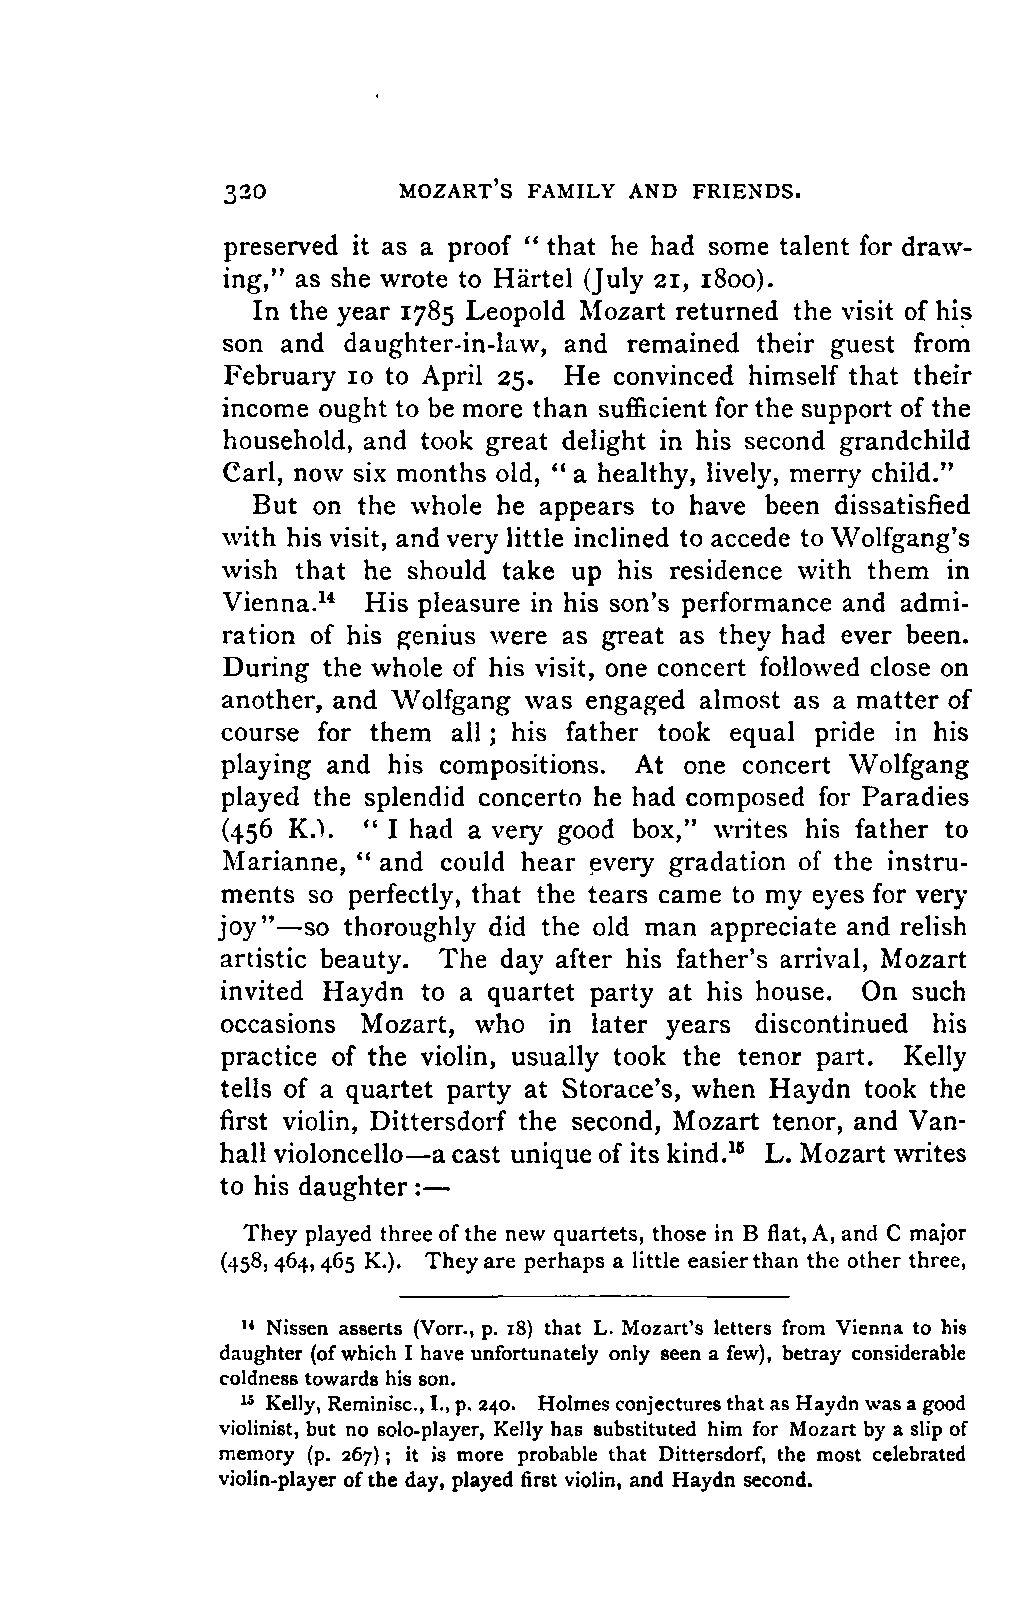 320 MOZART'S FAMILY AND FRIENDS.
preserved it as a proof “ that he had some talent for draw-
ing,” as she wrote to Härtel (July 21, 1800).
In the year 1785 Leopold Mozart returned the visit of his
son and daughter-in-law, and remained their guest from
February 10 to April 25. He convinced himself that their
income ought to be more than sufficient for the support of the
household, and took great delight in his second grandchild
Carl, now six months old, “ a healthy, lively, merry child.”
But on the whole he appears to have been dissatisfied
with his visit, and very little inclined to accede to Wolfgang's
wish that he should take up his residence with them in
Vienna.¹⁴ His pleasure in his son's performance and admi-
ration of his genius were as great as they had ever been.
During the whole of his visit, one concert followed close on
another, and Wolfgang was engaged almost as a matter of
course for them all ; his father took equal pride in his
playing and his compositions. At one concert Wolfgang
played the splendid concerto he had composed for Paradies
(456 K.). “ I had a very good box,” writes his father to
Marianne, “ and could hear every gradation of the instru-
ments so perfectly, that the tears came to my eyes for very
joy”—so thoroughly did the old man appreciate and relish
artistic beauty. The day after his father's arrival, Mozart
invited Haydn to a quartet party at his house. On such
occasions Mozart, who in later years discontinued his
practice of the violin, usually took the tenor part. Kelly
tells of a quartet party at Storace's, when Haydn took the
first violin, Dittersdorf the second, Mozart tenor, and Van-
hall violoncello—a cast unique of its kind.¹⁵ L. Mozart writes
to his daughter :—
They played three of the new quartets, those in B flat, A, and C major
(458, 464, 465 K.). They are perhaps a little easier than the other three,
¹⁴ Nissen asserts (Vorr., p. 18) that L. Mozart's letters from Vienna to his
daughter (of which I have unfortunately only seen a few), betray considerable
coldness towards his son.
¹⁵ Kelly, Reminisc., I., p. 240. Holmes conjectures that as Haydn was a good
violinist, but no solo-player, Kelly has substituted him for Mozart by a slip of
memory (p. 267) ; it is more probable that Dittersdorf, the most celebrated
violin-player of the day, played first violin, and Haydn second.